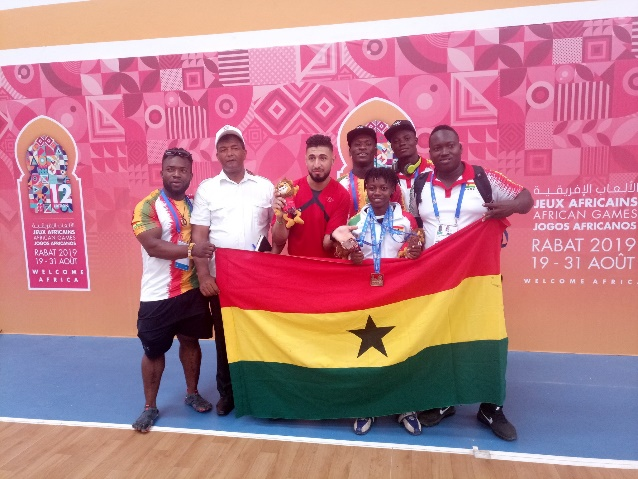 12
JEUX AFRICAINS
AFRICAN GAMES
JOGOS AFRICANOS
RABAT 2019
19 - 31 AOÛT
WELCOME
AFRICA
الألعاب الإفريقية
JEUX AFRICAINS
AFRICAN GAMES
JOGOS AFRICANOS
RABAT 2019
19 - 31 AOÛT
WELCOME AFRICA